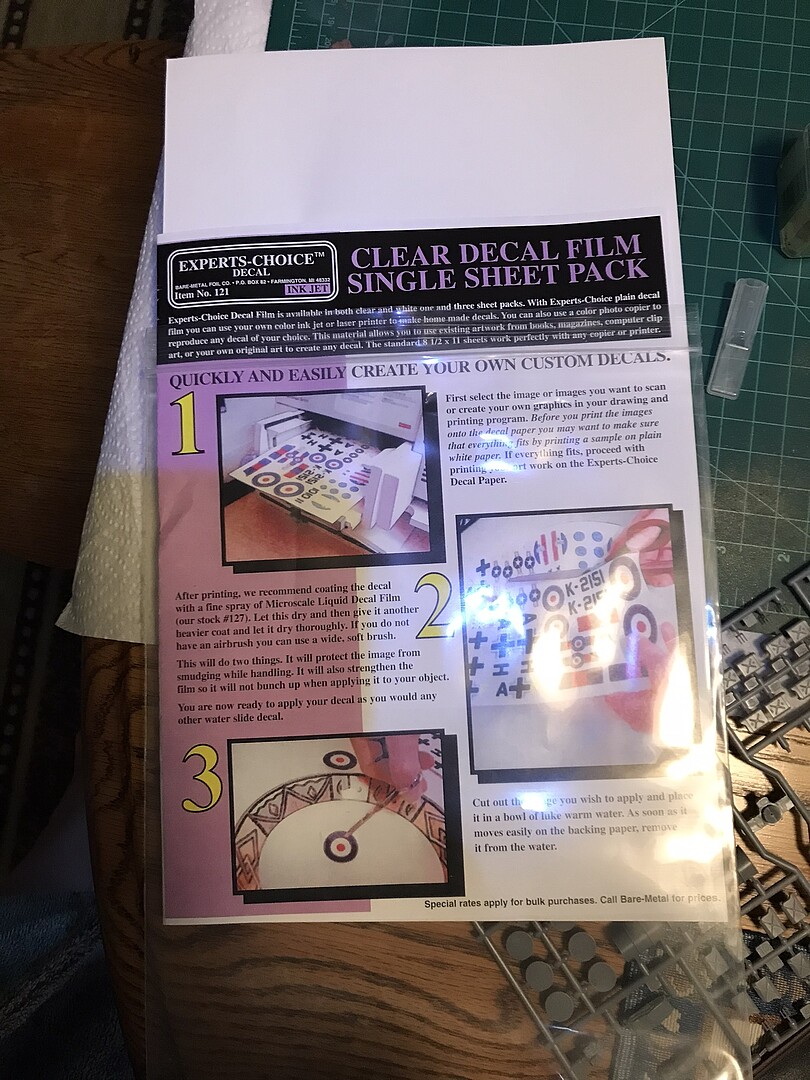 EXPERTS-CHOICE™
DECAL
BARE-METAL FOIL CO. • P.O. BOX 82 • FARMINGTON, MI 48332
Item No. 121
INK JET
CLEAR DECAL FILM
SINGLE SHEET PACK
Experts-Choice Decal Film is available in both clear and white one and three sheet packs. With Experts-Choice plain decal
film you can use your own color ink jet or laser printer to make home made decals. You can also use a color photo copier to
reproduce any decal of your choice. This material allows you to use existing artwork from books, magazines, computer clip
art, or your own original art to create any decal. The standard 8 1/2 x 11 sheets work perfectly with any copier or printer.
QUICKLY AND EASILY CREATE YOUR OWN CUSTOM DECALS.
1
First select the image or images you want to scan
or create your own graphics in your drawing and
printing program. Before you print the images
onto the decal paper you may want to make sure
that everything fits by printing a sample on plain
white paper. If everything fits, proceed with
printing art work on the Experts-Choice
Decal Paper.
After printing, we recommend coating the decal
with a fine spray of Microscale Liquid Decal Film
(our stock #127). Let this dry and then give it another
heavier coat and let it dry thoroughly. If you do not
have an airbrush you can use a wide, soft brush.
This will do two things. It will protect the image from
smudging while handling. It will also strengthen the
film so it will not bunch up when applying it to your object.
You are now ready to apply your decal as you would any
other water slide decal.
2
K-2151
K-215
A
H
H
A
3
Cut out the you wish to apply and place
it in a bowl of luke warm water. As soon as it
moves easily on the backing paper, remove
it from the water.
Special rates apply for bulk purchases. Call Bare-Metal for prices.